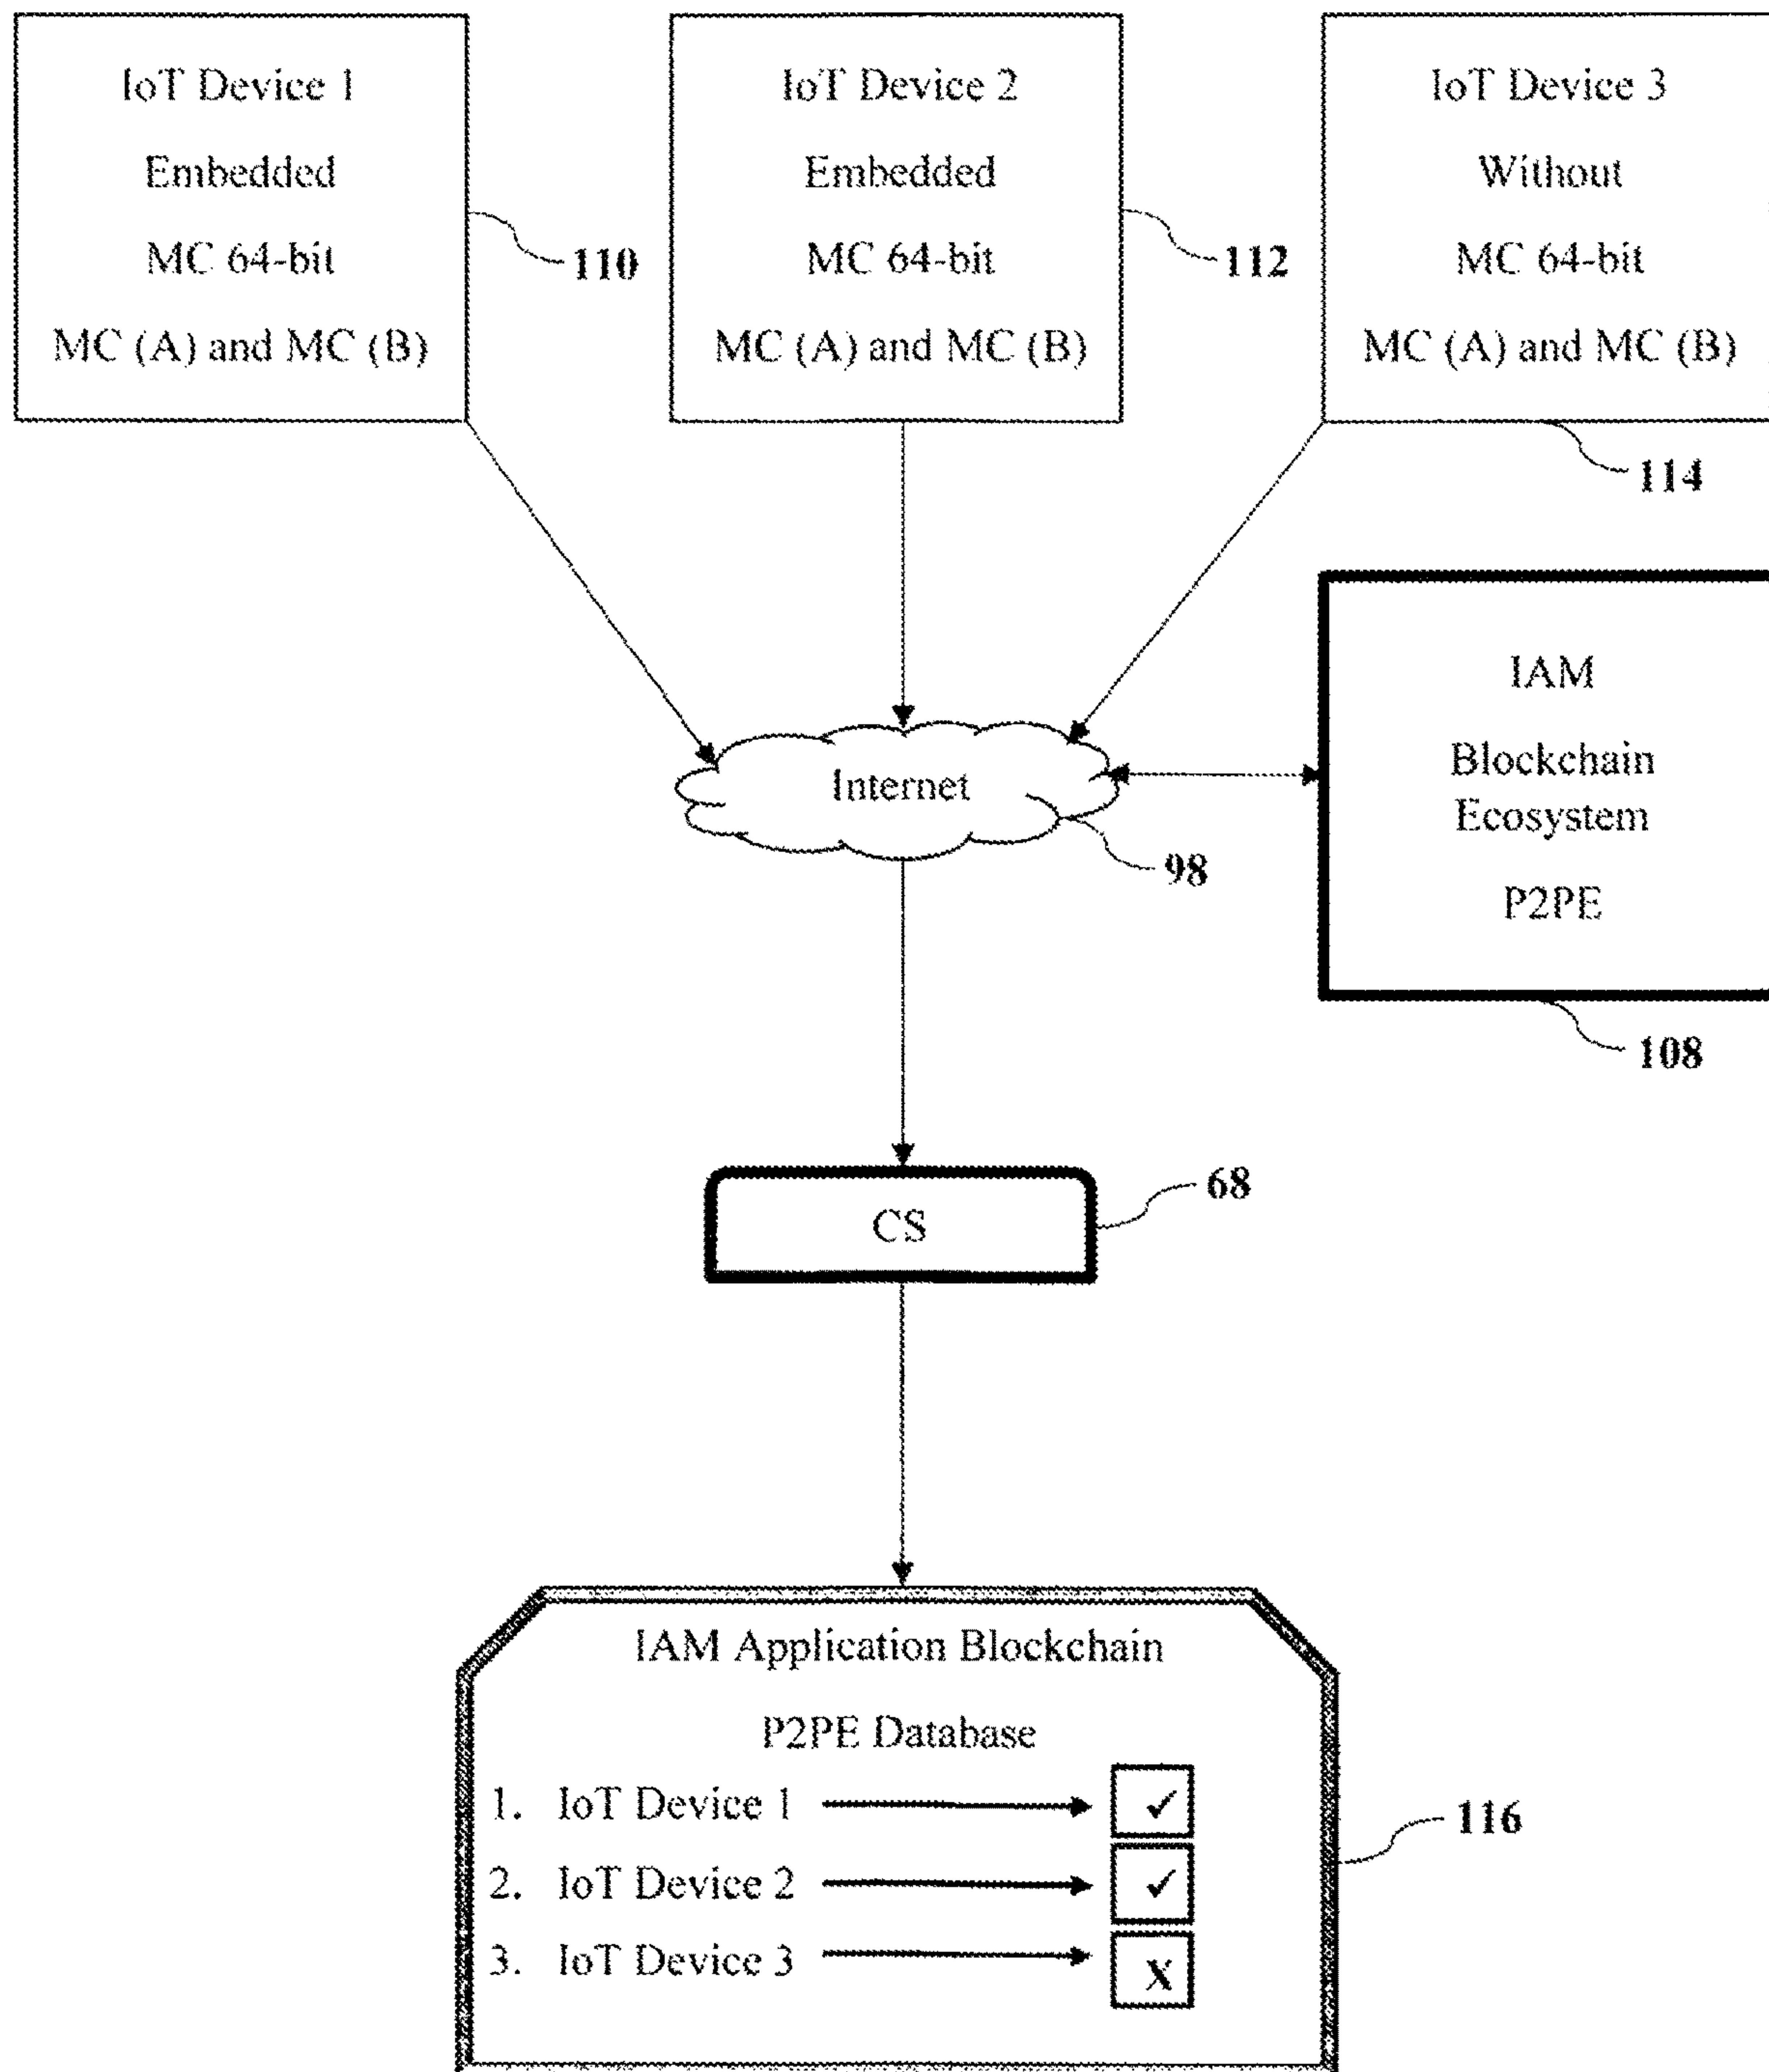 IoT Device 1
Embedded
MC 64-bit
MC (A) and MC (B)
110
IoT Device 2
Embedded
MC 64-bit
MC (A) and MC (B)
112
IoT Device 3
Without
MC 64-bit
MC (A) and MC (B)
114
Internet
98
IAM
Blockchain
Ecosystem
P2PE
108
CS
68
IAM Application Blockchain
P2PE Database
1. IoT Device 1 ✓
2. IoT Device 2 ✓
3. IoT Device 3 X
116